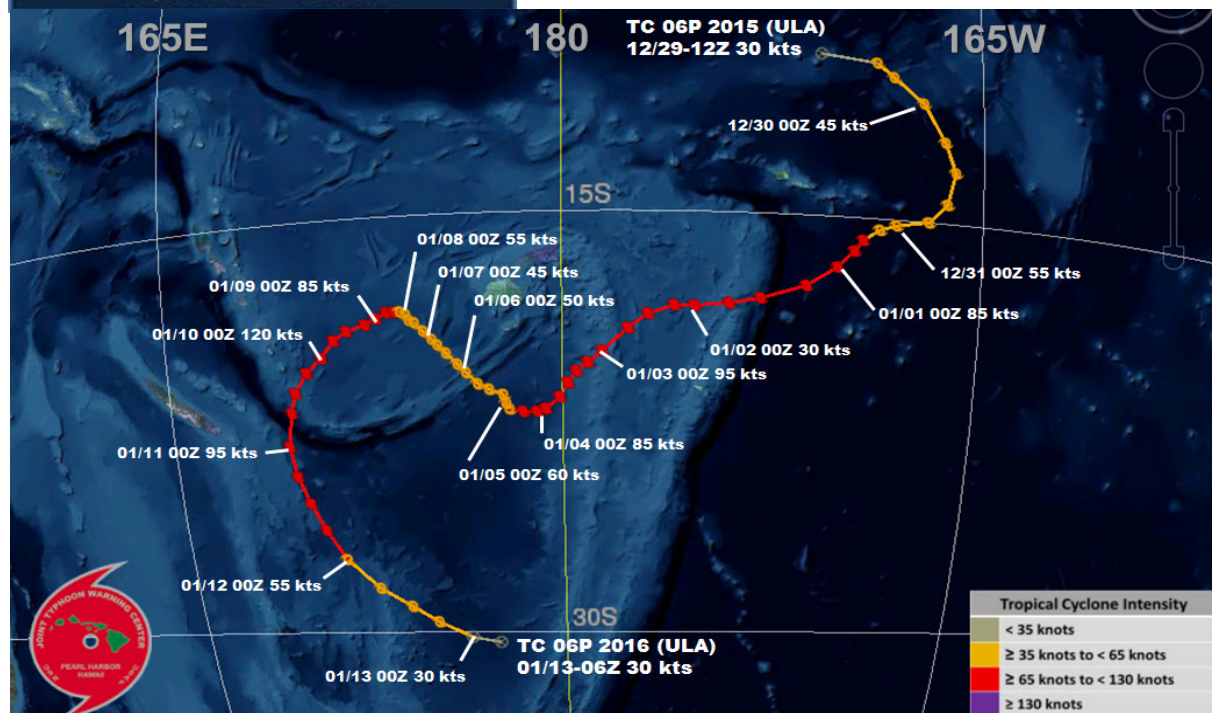 165E
180
TC 06P 2015 (ULA)
12/29-12Z 30 kts
165W
12/30 00Z 45 kts
15S
01/08 00Z 55 kts
01/07 00Z 45 kts
12/31 00Z 55 kts
01/09 00Z 85 kts
01/06 00Z 50 kts
01/01 00Z 85 kts
01/10 00Z 120 kts
01/02 00Z 30 kts
01/03 00Z 95 kts
01/04 00Z 85 kts
01/11 00Z 95 kts
01/05 00Z 60 kts
01/12 00Z 55 kts
30S
TC 06P 2016 (ULA)
01/13-06Z 30 kts
01/13 00Z 30 kts
JOINT TYPHOON WARNING CENTER
PEARL HARBOR
HAWAII
Tropical Cyclone Intensity
< 35 knots
≥ 35 knots to < 65 knots
≥ 65 knots to < 130 knots
≥ 130 knots